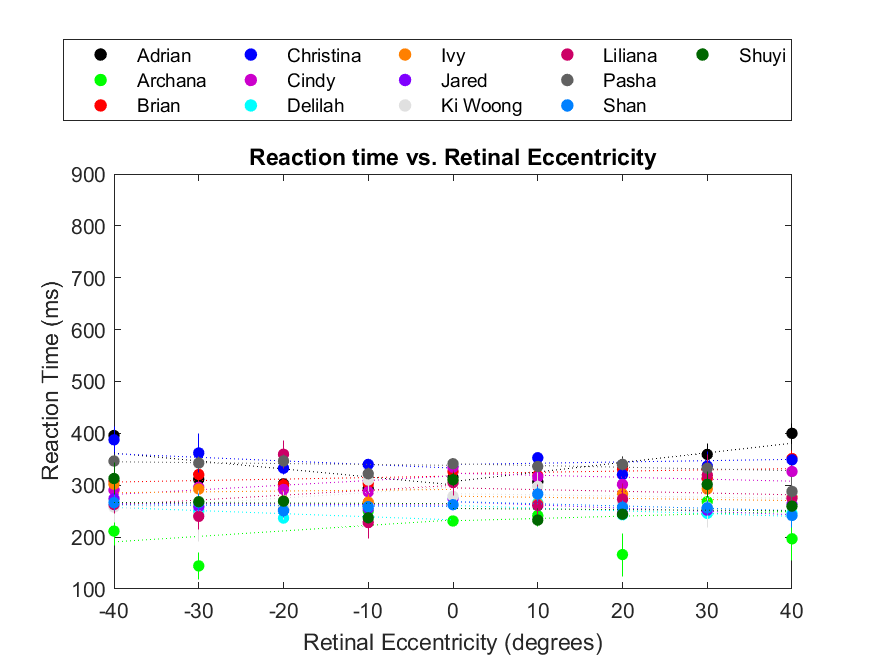 Adrian Christina Ivy Liliana Shuyi
Archana Cindy Jared Pasha
Brian Delilah Ki Woong Shan
Reaction time vs. Retinal Eccentricity
900
800
700
600
500
400
300
200
100
Reaction Time (ms)
-40 -30 -20 -10 0 10 20 30 40
Retinal Eccentricity (degrees)